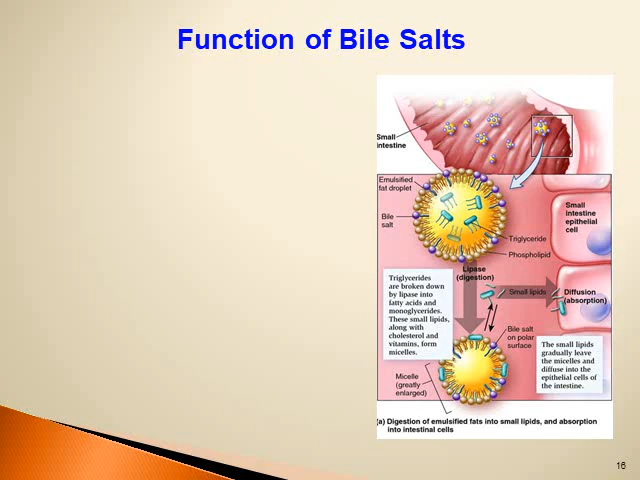 Function of Bile Salts
Small
intestine
Emulsified
fat droplet
Small
intestine
epithelial
cell
Bile
salt
Triglyceride
Phospholipid
Lipase
(digestion)
Triglycerides
are broken down
by lipase into
fatty acids and
monoglycerides.
These small lipids,
along with
cholesterol and
vitamins, form
micelles.
Small lipids
Diffusion
(absorption)
Bile salt
on polar
surface
The small lipids
gradually leave
the micelles and
diffuse into the
epithelial cells of
the intestine.
Micelle
(greatly
enlarged)
(a) Digestion of emulsified fats into small lipids, and absorption
into intestinal cells
16